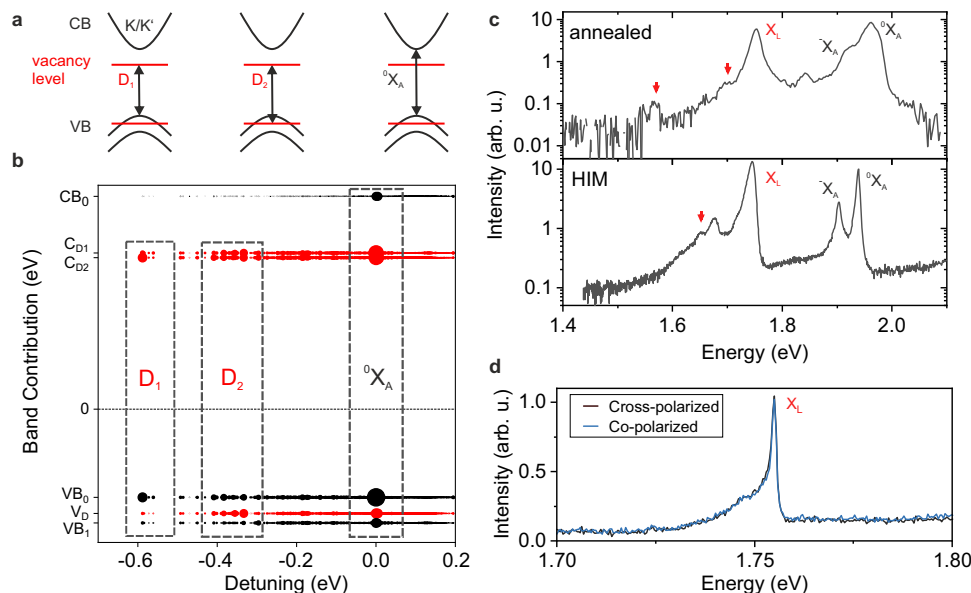 a
CB
K/K'
vacancy
level
D1
D2
0XA
VB
b
Band Contribution (eV)
CB0
CD1
CD2
0
VB0
VD
VB1
D1
D2
0XA
-0.6
-0.4
-0.2
0.0
0.2
Detuning (eV)
c
Intensity (arb. u.)
annealed
XL
-XA
0XA
10
1
0.1
0.01
HIM
XL
-XA
0XA
10
1
0.1
1.4
1.6
1.8
2.0
Energy (eV)
d
Intensity (arb. u.)
Cross-polarized
Co-polarized
XL
1.0
0.5
0.0
1.70
1.75
1.80
Energy (eV)